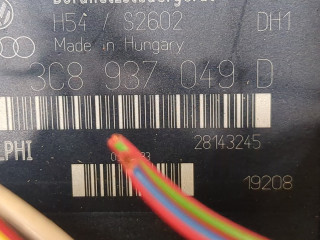 H54 / S2602 DH1
Made in Hungary
3C8 937 049 D
28143245
19208